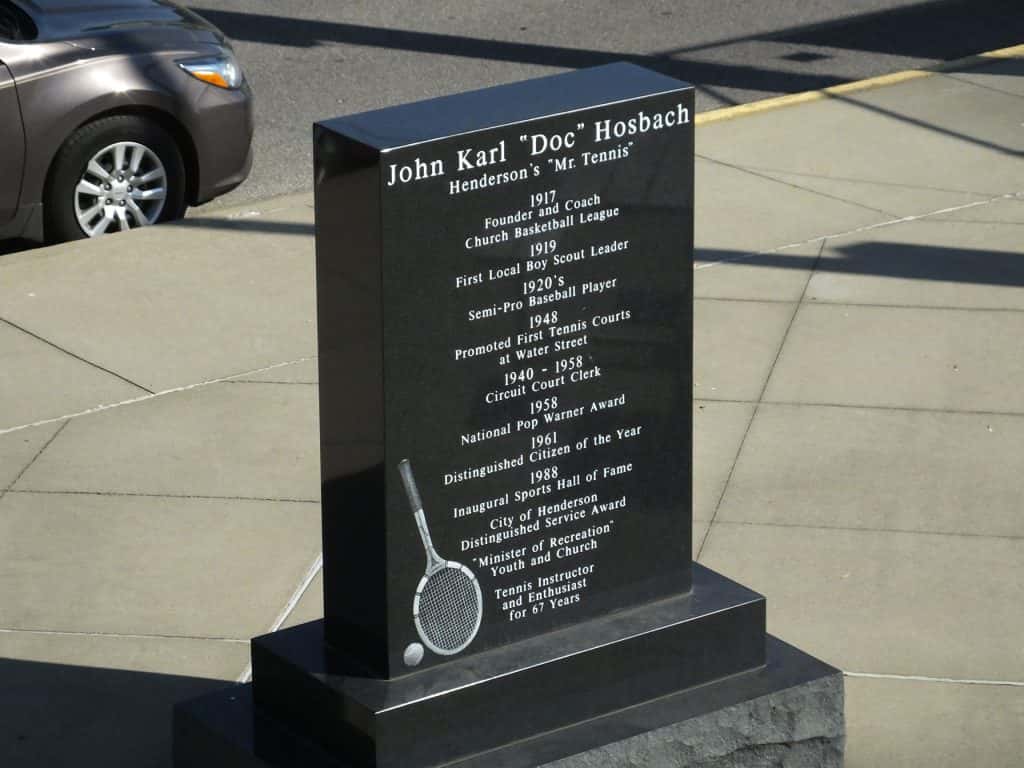 John Karl "Doc" Hosbach
Henderson's "Mr. Tennis"
1917
Founder and Coach
Church Basketball League
1919
First Local Boy Scout Leader
1920's
Semi-Pro Baseball Player
1948
Promoted First Tennis Courts
at Water Street
1940 - 1958
Circuit Court Clerk
1958
National Pop Warner Award
1961
Distinguished Citizen of the Year
1988
Inaugural Sports Hall of Fame
City of Henderson
Distinguished Service Award
"Minister of Recreation"
Youth and Church
Tennis Instructor
and Enthusiast
for 67 Years